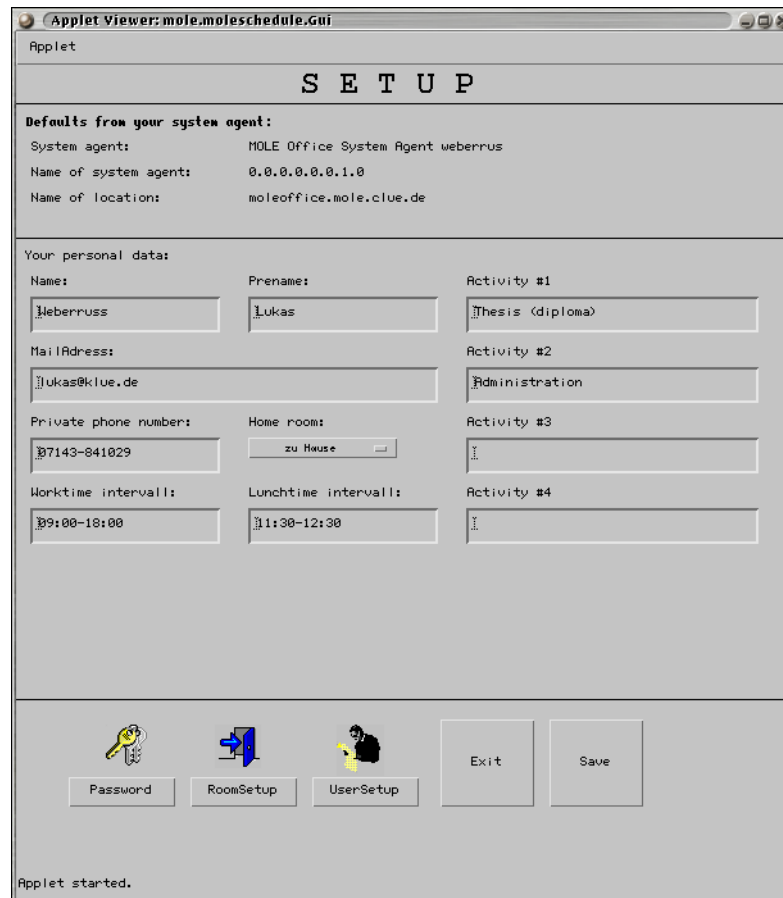 Applet Viewer: mole.moleschedule.Gui
Applet
S E T U P
Defaults from your system agent:
System agent: MOLE Office System Agent weberrus
Name of system agent: 0.0.0.0.0.0.1.0
Name of location: moleoffice.mole.clue.de
Your personal data:
Name: Prename: Activity #1
Weberruss Lukas Thesis (diploma)
MailAdress: Activity #2
lukas@klue.de Administration
Private phone number: Home room: Activity #3
07143-841029 zu Hause
Worktime intervall: Lunchtime intervall: Activity #4
09:00-18:00 11:30-12:30
Exit Save
Password RoomSetup UserSetup
Applet started.